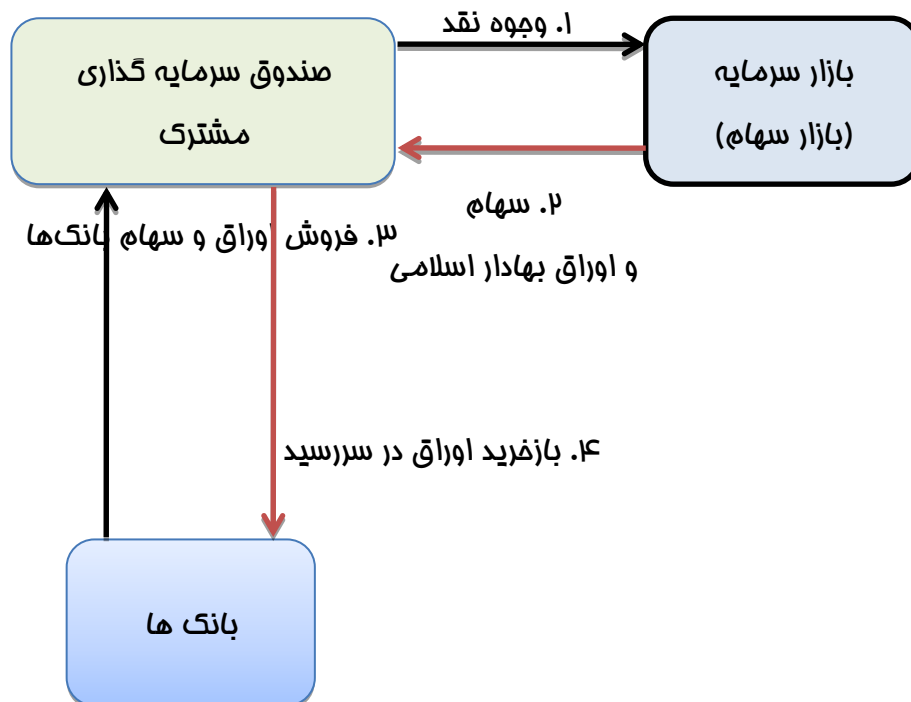 ۱. وجوه نقد
صندوق سرمایه گذاری
مشترک
بازار سرمایه
(بازار سهام)
۲. سهام
و اوراق بهادار اسلامی
۳. فروش اوراق و سهام بانک‌ها
۴. بازخرید اوراق در سررسید
بانک ها